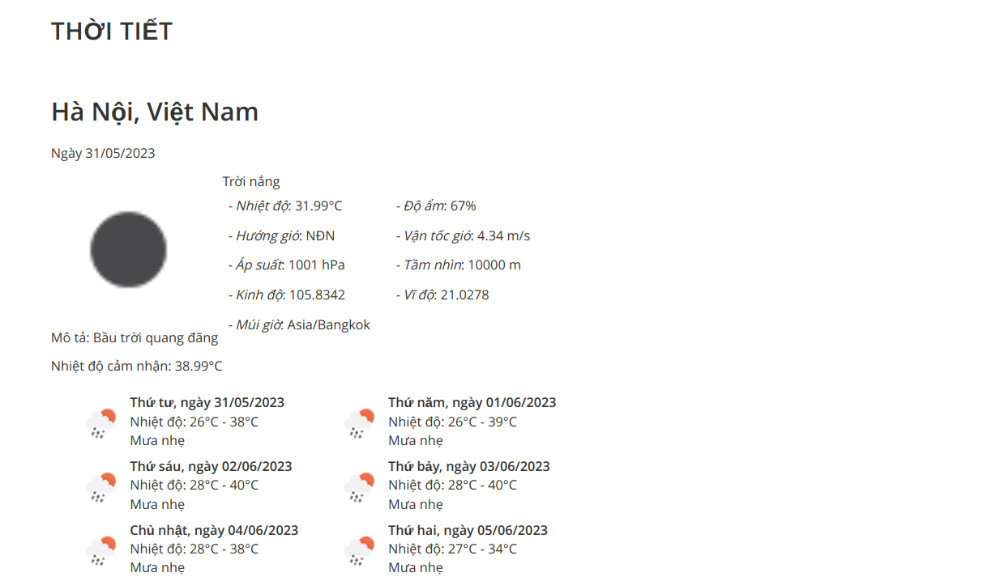 THỜI TIẾT
Hà Nội, Việt Nam
Ngày 31/05/2023
Trời nắng
- Nhiệt độ: 31.99°C - Độ ẩm: 67%
- Hướng gió: NĐN - Vận tốc gió: 4.34 m/s
- Áp suất: 1001 hPa - Tầm nhìn: 10000 m
- Kinh độ: 105.8342 - Vĩ độ: 21.0278
- Múi giờ: Asia/Bangkok
Mô tả: Bầu trời quang đãng
Nhiệt độ cảm nhận: 38.99°C
Thứ tư, ngày 31/05/2023
Nhiệt độ: 26°C - 38°C
Mưa nhẹ
Thứ năm, ngày 01/06/2023
Nhiệt độ: 26°C - 39°C
Mưa nhẹ
Thứ sáu, ngày 02/06/2023
Nhiệt độ: 28°C - 40°C
Mưa nhẹ
Thứ bảy, ngày 03/06/2023
Nhiệt độ: 28°C - 40°C
Mưa nhẹ
Chủ nhật, ngày 04/06/2023
Nhiệt độ: 28°C - 38°C
Mưa nhẹ
Thứ hai, ngày 05/06/2023
Nhiệt độ: 27°C - 34°C
Mưa nhẹ